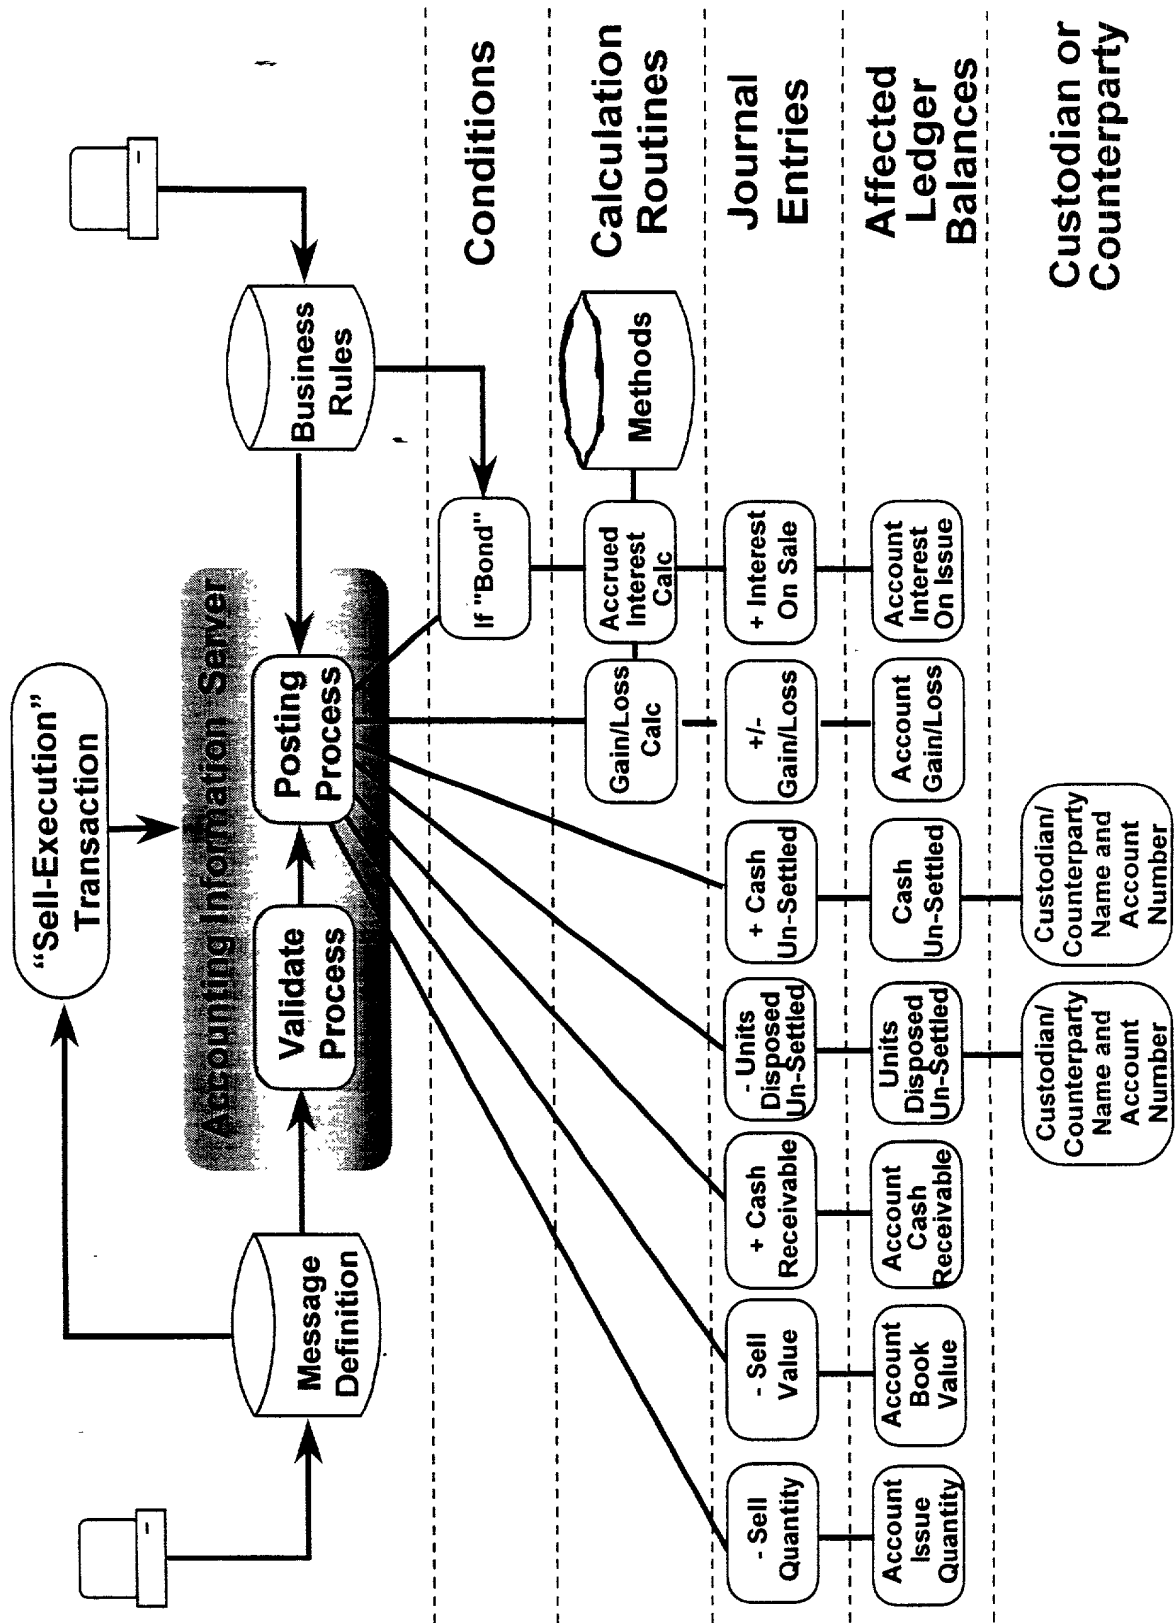 “Sell-Execution”
Transaction
Accounting Information Server
Message
Definition
Validate
Process
Posting
Process
Business
Rules
If "Bond"
Conditions
Gain/Loss
Calc
Accrued
Interest
Calc
Methods
Calculation
Routines
- Sell
Quantity
- Sell
Value
+ Cash
Receivable
- Units
Disposed
Un-Settled
+ Cash
Un-Settled
+/-
Gain/Loss
+ Interest
On Sale
Journal
Entries
Account
Issue
Quantity
Account
Book
Value
Account
Cash
Receivable
Units
Disposed
Un-Settled
Cash
Un-Settled
Account
Gain/Loss
Account
Interest
On Issue
Affected
Ledger
Balances
Custodian/
Counterparty
Name and
Account
Number
Custodian/
Counterparty
Name and
Account
Number
Custodian or
Counterparty